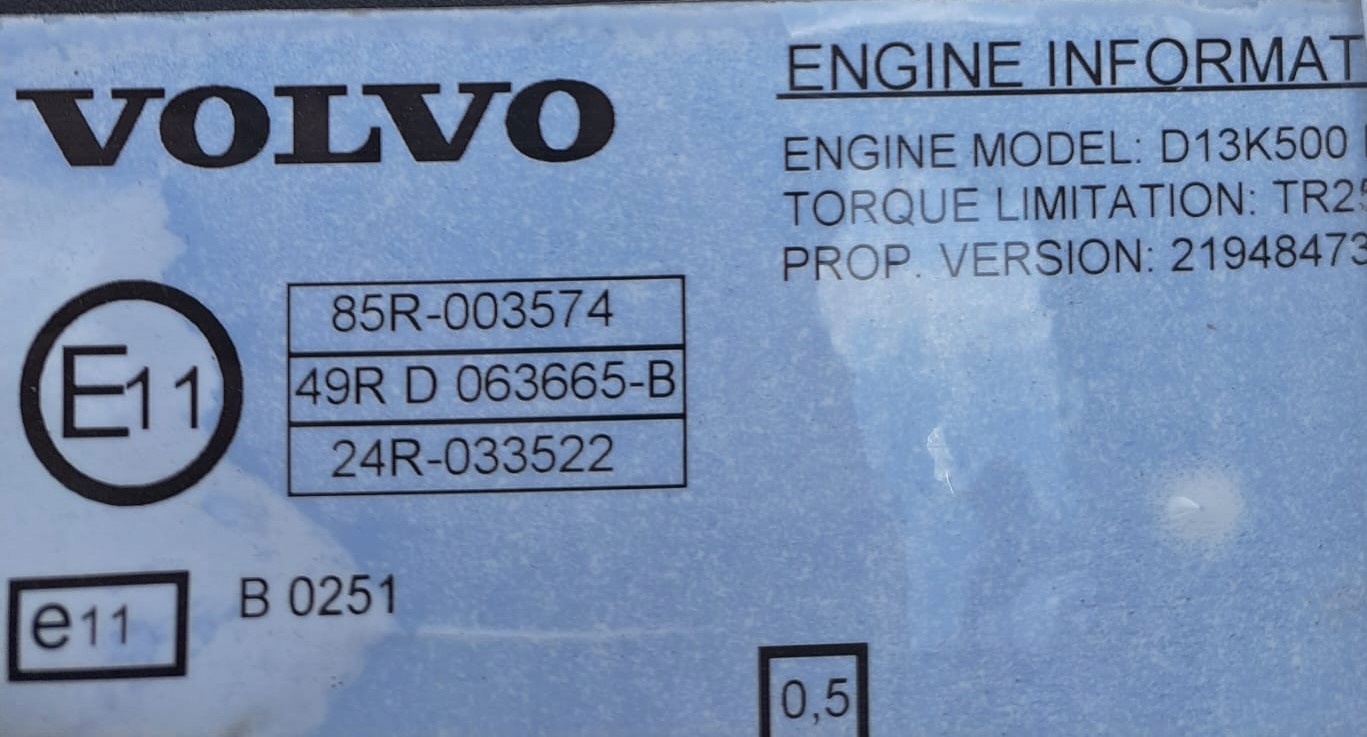 VOLVO
ENGINE INFORMAT
ENGINE MODEL: D13K500
TORQUE LIMITATION: TR25
PROP. VERSION: 21948473
E11
85R-003574
49R D 063665-B
24R-033522
e11
B 0251
0,5